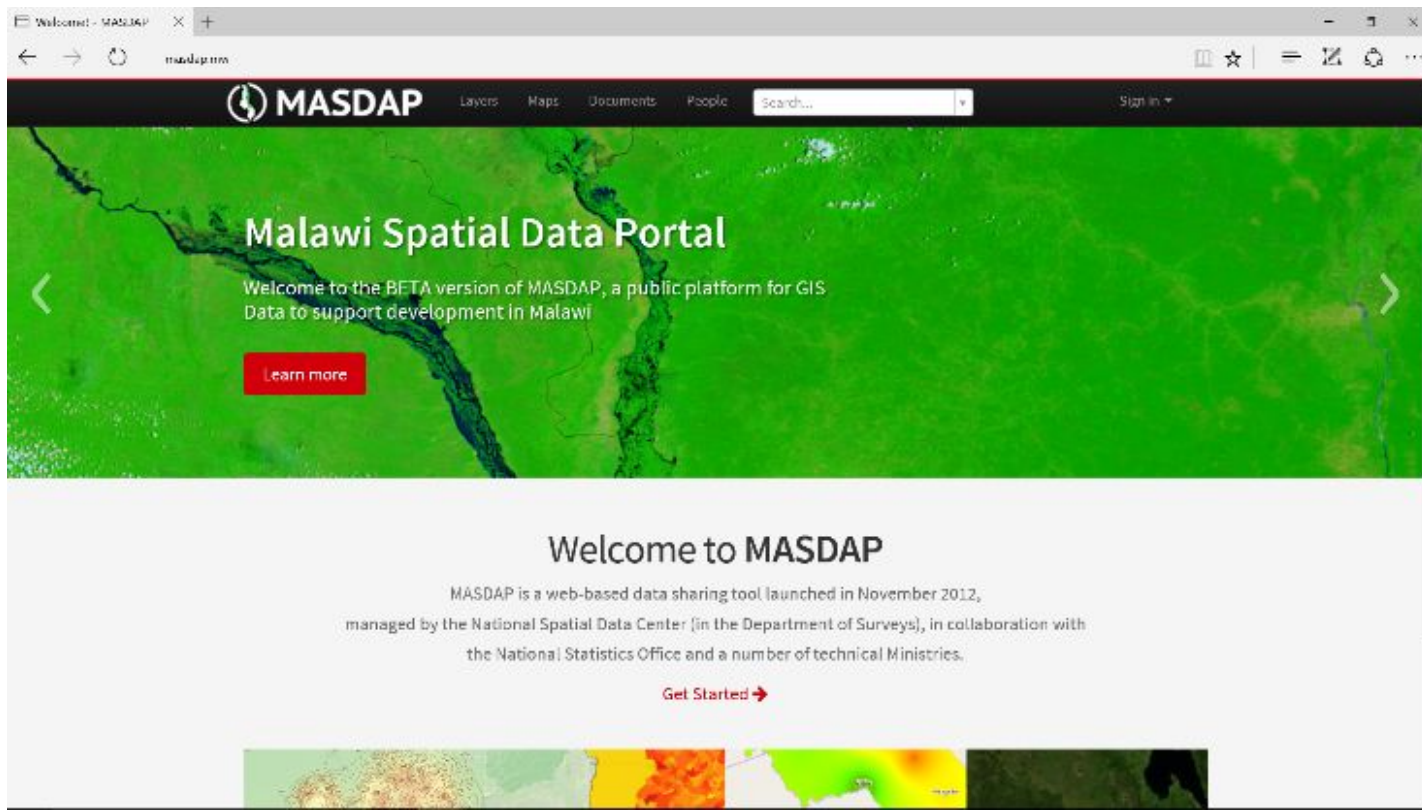 Welcome! - MASDAP
masdap.mw
MASDAP
Layers Maps Documents People Search... Sign in
Malawi Spatial Data Portal
Welcome to the BETA version of MASDAP, a public platform for GIS
Data to support development in Malawi
Learn more
Welcome to MASDAP
MASDAP is a web-based data sharing tool launched in November 2012,
managed by the National Spatial Data Center (in the Department of Surveys), in collaboration with
the National Statistics Office and a number of technical Ministries.
Get Started